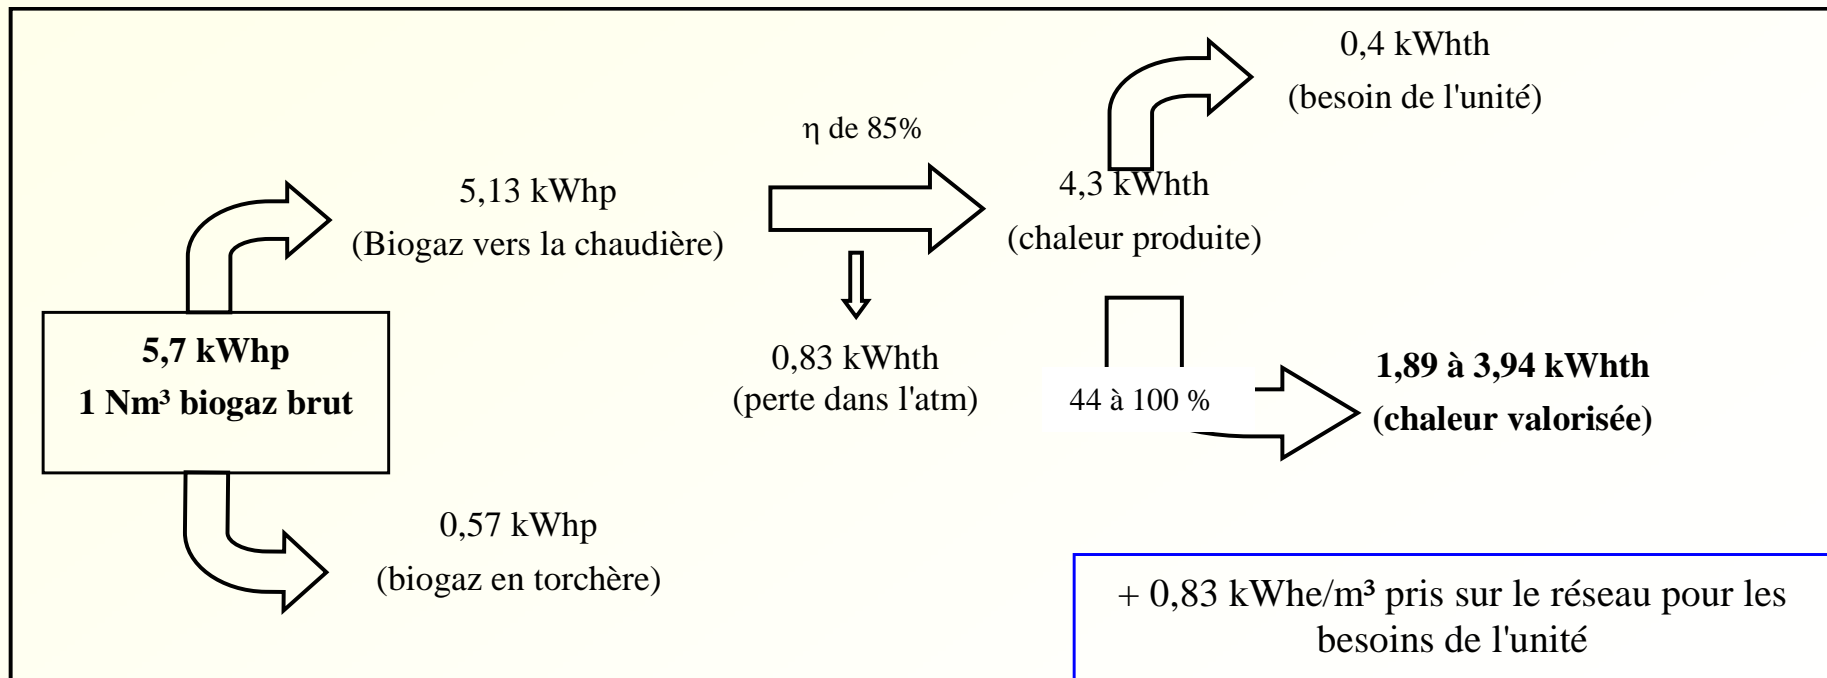 0,4 kWhth
(besoin de l'unité)
η de 85%
5,13 kWhp
(Biogaz vers la chaudière)
4,3 kWhth
(chaleur produite)
5,7 kWhp
1 Nm³ biogaz brut
0,83 kWhth
(perte dans l'atm)
44 à 100 %
1,89 à 3,94 kWhth
(chaleur valorisée)
0,57 kWhp
(biogaz en torchère)
+ 0,83 kWhe/m³ pris sur le réseau pour les
besoins de l'unité